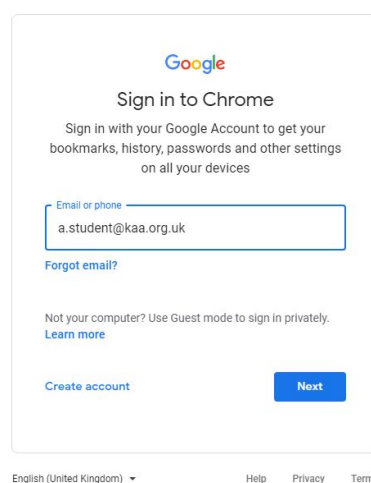 Google
Sign in to Chrome
Sign in with your Google Account to get your
bookmarks, history, passwords and other settings
on all your devices
Email or phone
a.student@kaa.org.uk
Forgot email?
Not your computer? Use Guest mode to sign in privately.
Learn more
Create account Next
English (United Kingdom) Help Privacy Term